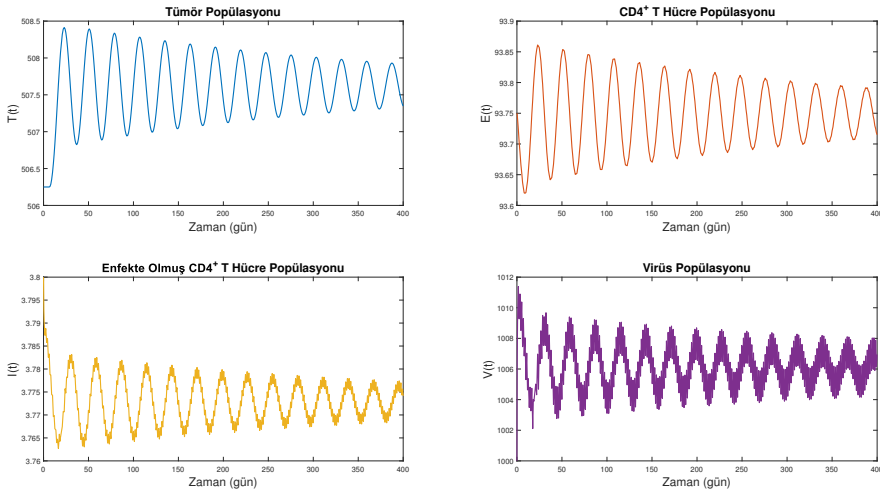 Tümör Popülasyonu
508.5
508
507.5
507
506.5
506
T(t)
0 50 100 150 200 250 300 350 400
Zaman (gün)
CD4⁺ T Hücre Popülasyonu
93.9
93.85
93.8
93.75
93.7
93.65
93.6
E(t)
0 50 100 150 200 250 300 350 400
Zaman (gün)
Enfekte Olmuş CD4⁺ T Hücre Popülasyonu
3.8
3.795
3.79
3.785
3.78
3.775
3.77
3.765
3.76
I(t)
0 50 100 150 200 250 300 350 400
Zaman (gün)
Virüs Popülasyonu
1012
1010
1008
1006
1004
1002
1000
V(t)
0 50 100 150 200 250 300 350 400
Zaman (gün)